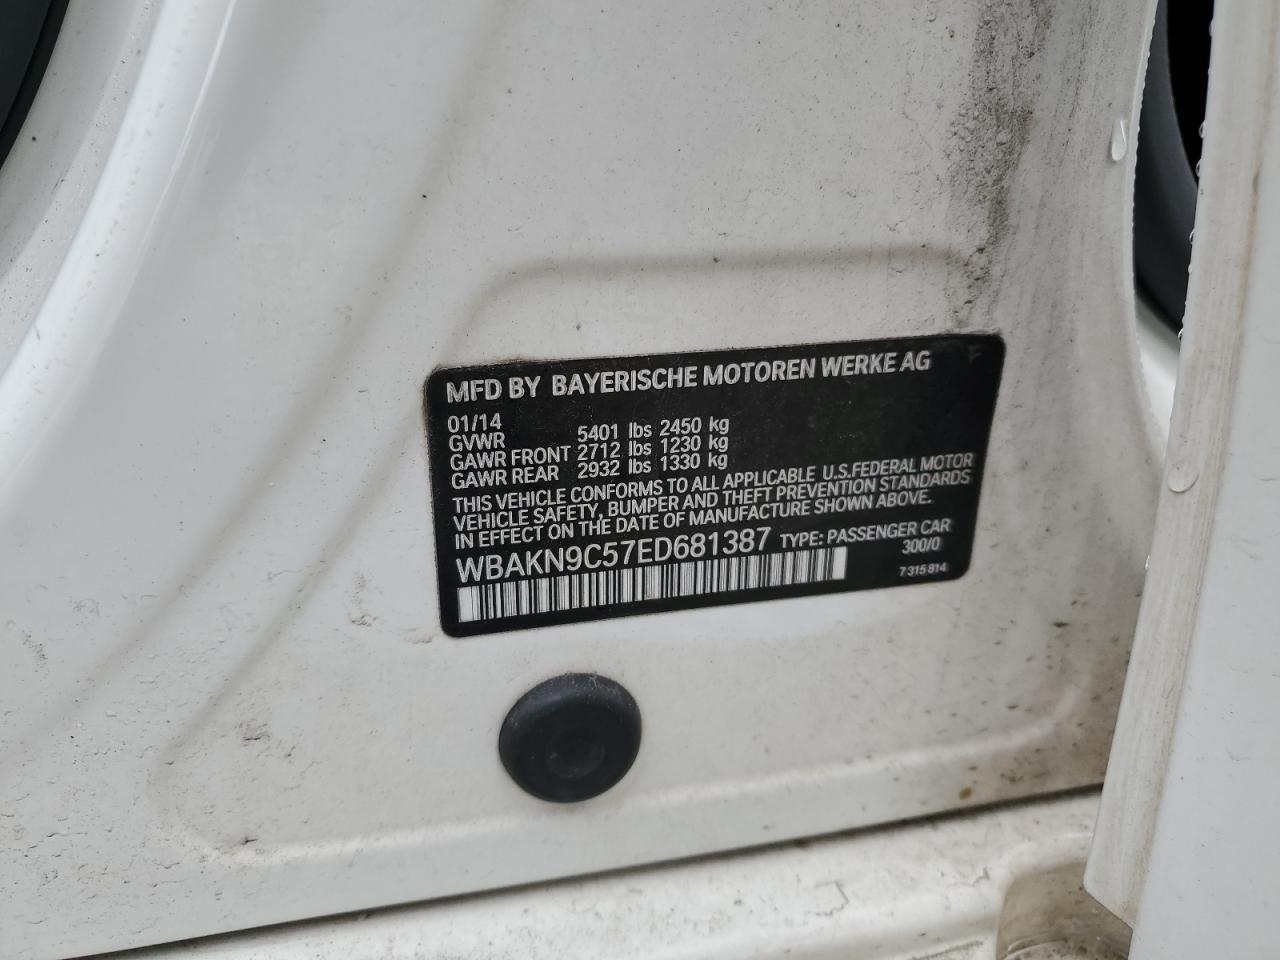 MFD BY BAYERISCHE MOTOREN WERKE AG
01/14
GVWR 5401 lbs 2450 kg
GAWR FRONT 2712 lbs 1230 kg
GAWR REAR 2932 lbs 1330 kg
THIS VEHICLE CONFORMS TO ALL APPLICABLE U.S.FEDERAL MOTOR
VEHICLE SAFETY, BUMPER AND THEFT PREVENTION STANDARDS
IN EFFECT ON THE DATE OF MANUFACTURE SHOWN ABOVE.
WBAKN9C57ED681387 TYPE: PASSENGER CAR
300/0
7 315 814